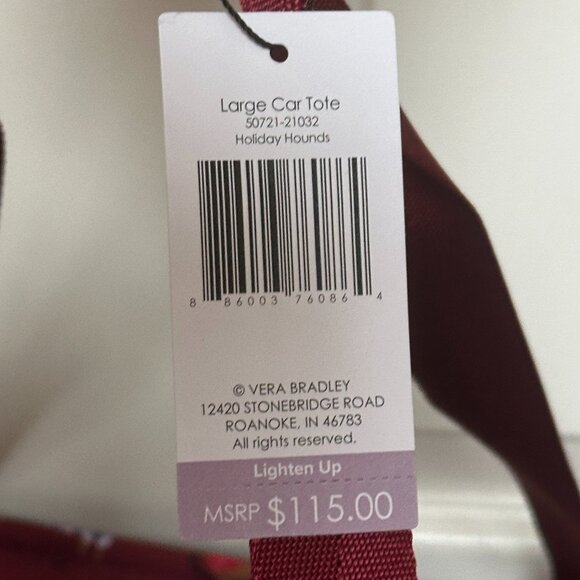 Large Car Tote
50721-21032
Holiday Hounds
8 86003 76086 4
© VERA BRADLEY
12420 STONEBRIDGE ROAD
ROANOKE, IN 46783
All rights reserved.
Lighten Up
MSRP $115.00